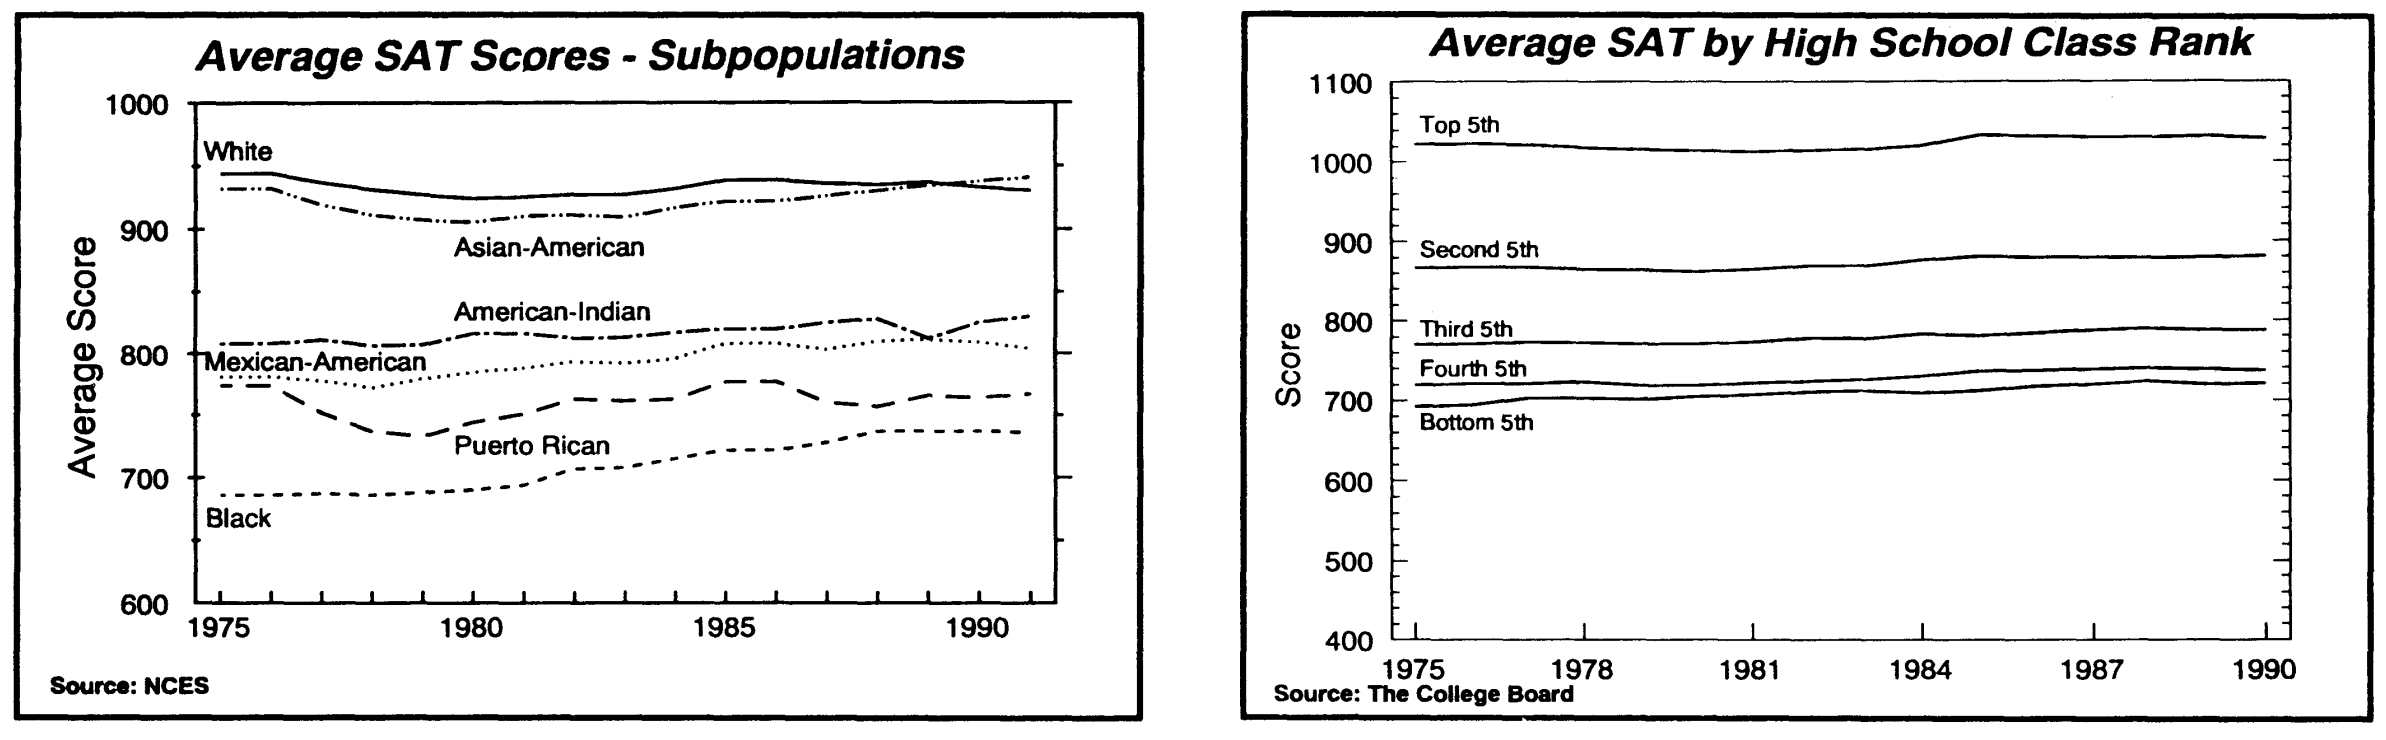 Average SAT Scores - Subpopulations
1000
900
800
700
600
Average Score
White
Asian-American
American-Indian
Mexican-American
Puerto Rican
Black
1975 1980 1985 1990
Source: NCES
Average SAT by High School Class Rank
1100
1000
900
800
700
600
500
400
Score
Top 5th
Second 5th
Third 5th
Fourth 5th
Bottom 5th
1975 1978 1981 1984 1987 1990
Source: The College Board